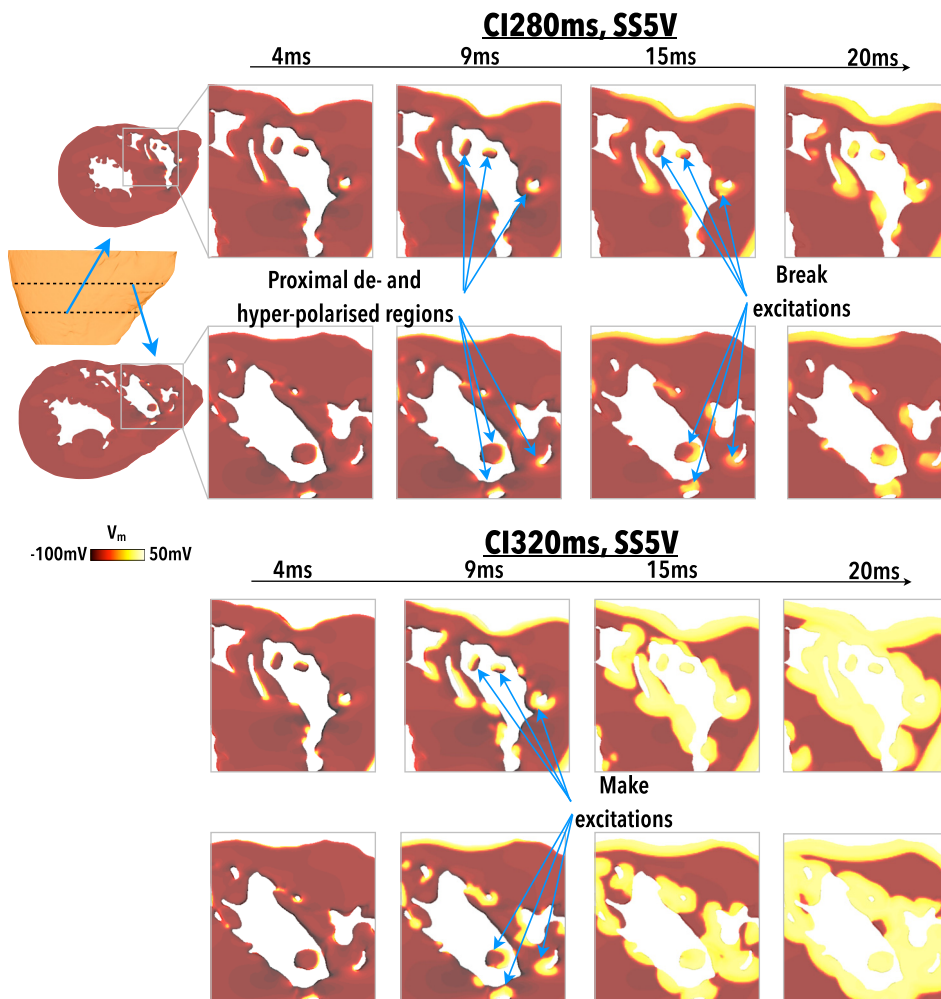 CI280ms, SS5V
4ms 9ms 15ms 20ms
Proximal de- and
hyper-polarised regions
Break
excitations
Vm
-100mV 50mV
CI320ms, SS5V
4ms 9ms 15ms 20ms
Make
excitations